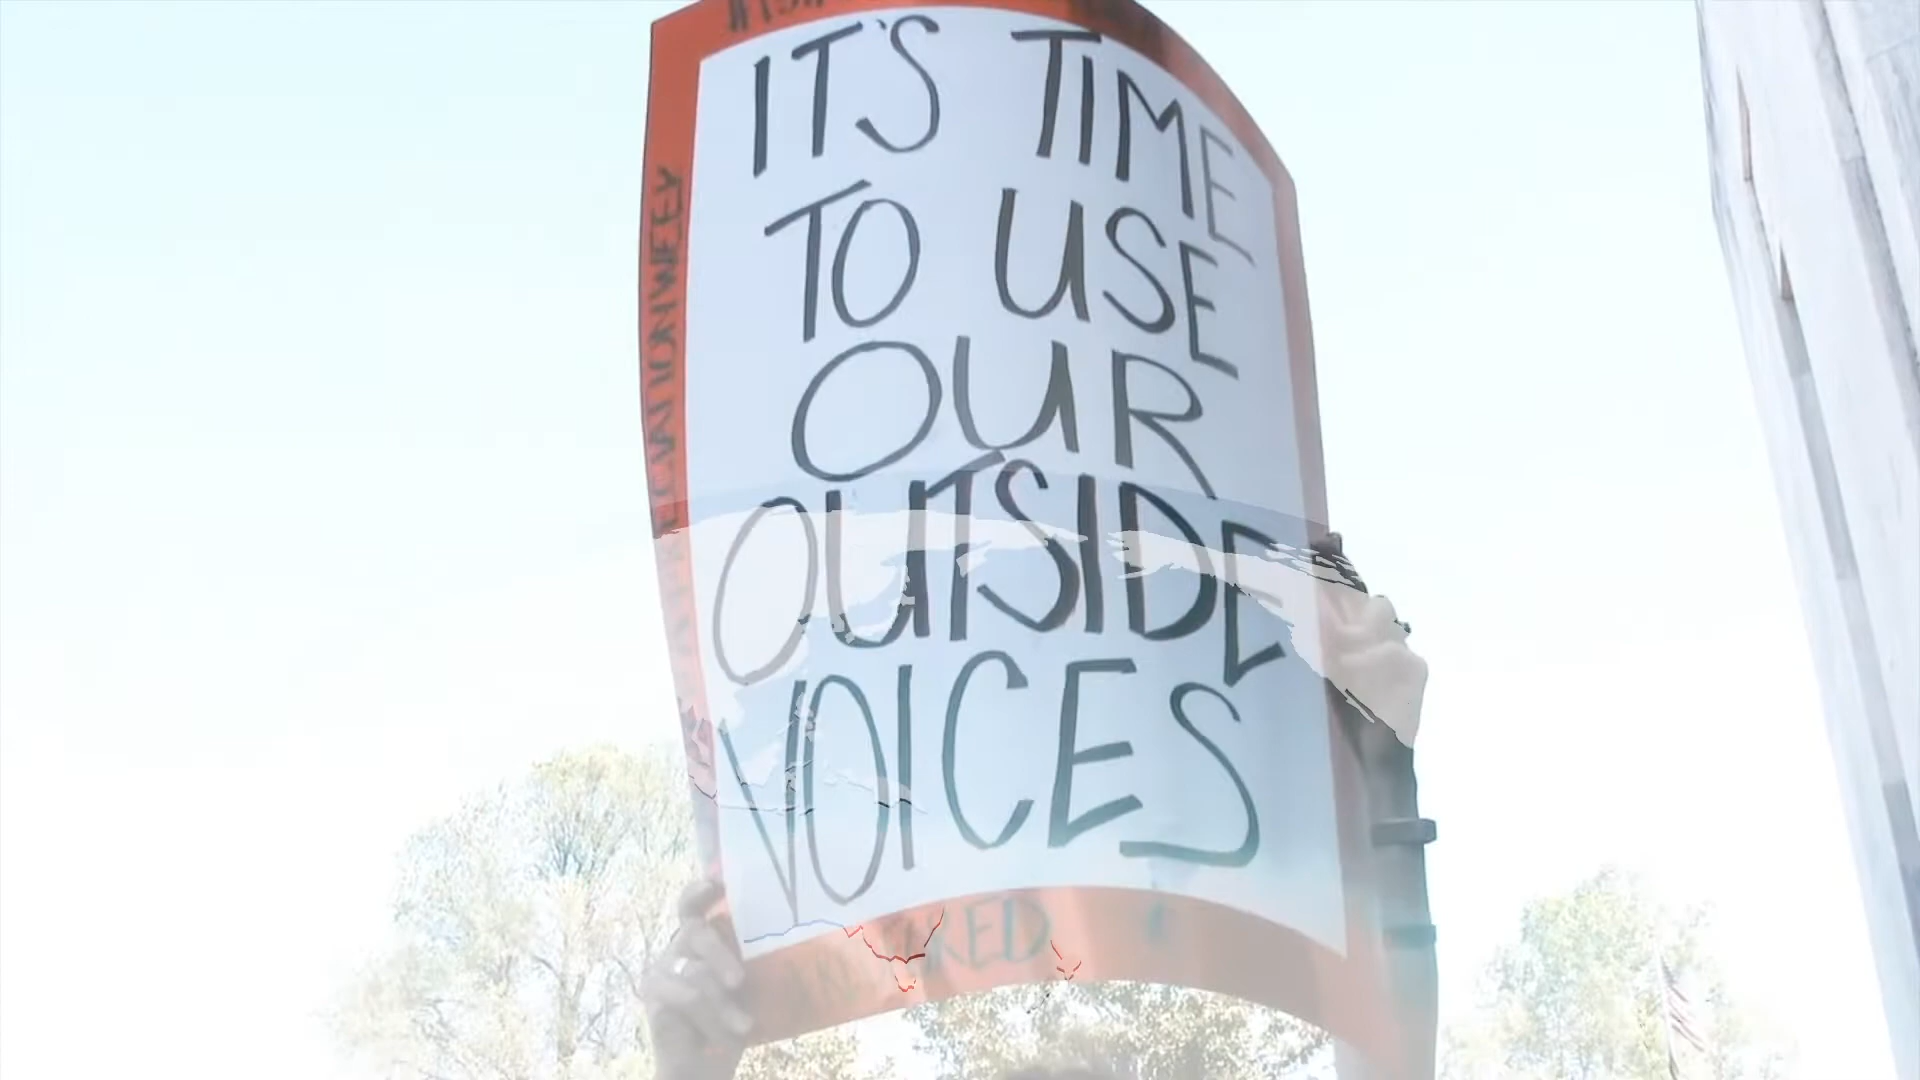 IT'S TIME
TO USE
OUR
OUTSIDE
VOICES